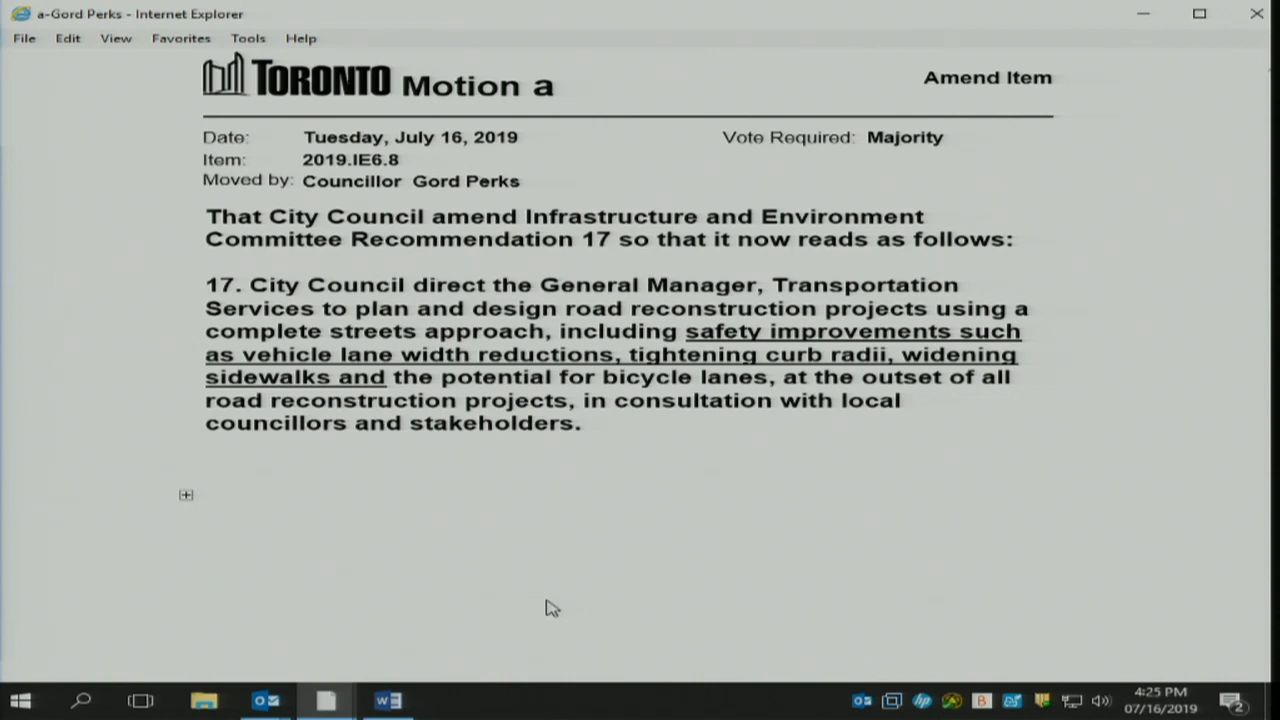 a-Gord Perks - Internet Explorer
File Edit View Favorites Tools Help
TORONTO Motion a
Amend Item
Date: Tuesday, July 16, 2019
Vote Required: Majority
Item: 2019.IE6.8
Moved by: Councillor Gord Perks
That City Council amend Infrastructure and Environment
Committee Recommendation 17 so that it now reads as follows:
17. City Council direct the General Manager, Transportation
Services to plan and design road reconstruction projects using a
complete streets approach, including safety improvements such
as vehicle lane width reductions, tightening curb radii, widening
sidewalks and the potential for bicycle lanes, at the outset of all
road reconstruction projects, in consultation with local
councillors and stakeholders.
4:25 PM
07/16/2019
2